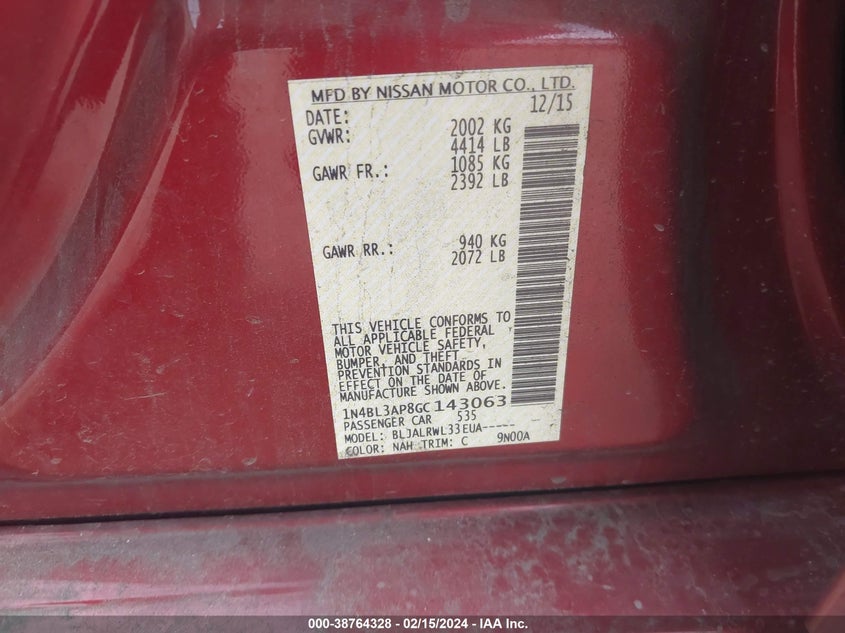 MFD BY NISSAN MOTOR CO., LTD.
DATE: 12/15
GVWR: 2002 KG
4414 LB
GAWR FR.: 1085 KG
2392 LB
GAWR RR.: 940 KG
2072 LB
THIS VEHICLE CONFORMS TO
ALL APPLICABLE FEDERAL
MOTOR VEHICLE SAFETY,
BUMPER, AND THEFT
PREVENTION STANDARDS IN
EFFECT ON THE DATE OF
MANUFACTURE SHOWN ABOVE.
1N4BL3AP8GC143063
PASSENGER CAR 535
MODEL: BLJALRWL33EUA-----
COLOR: NAH TRIM: C 9N00A
000-38764328 - 02/15/2024 - IAA Inc.